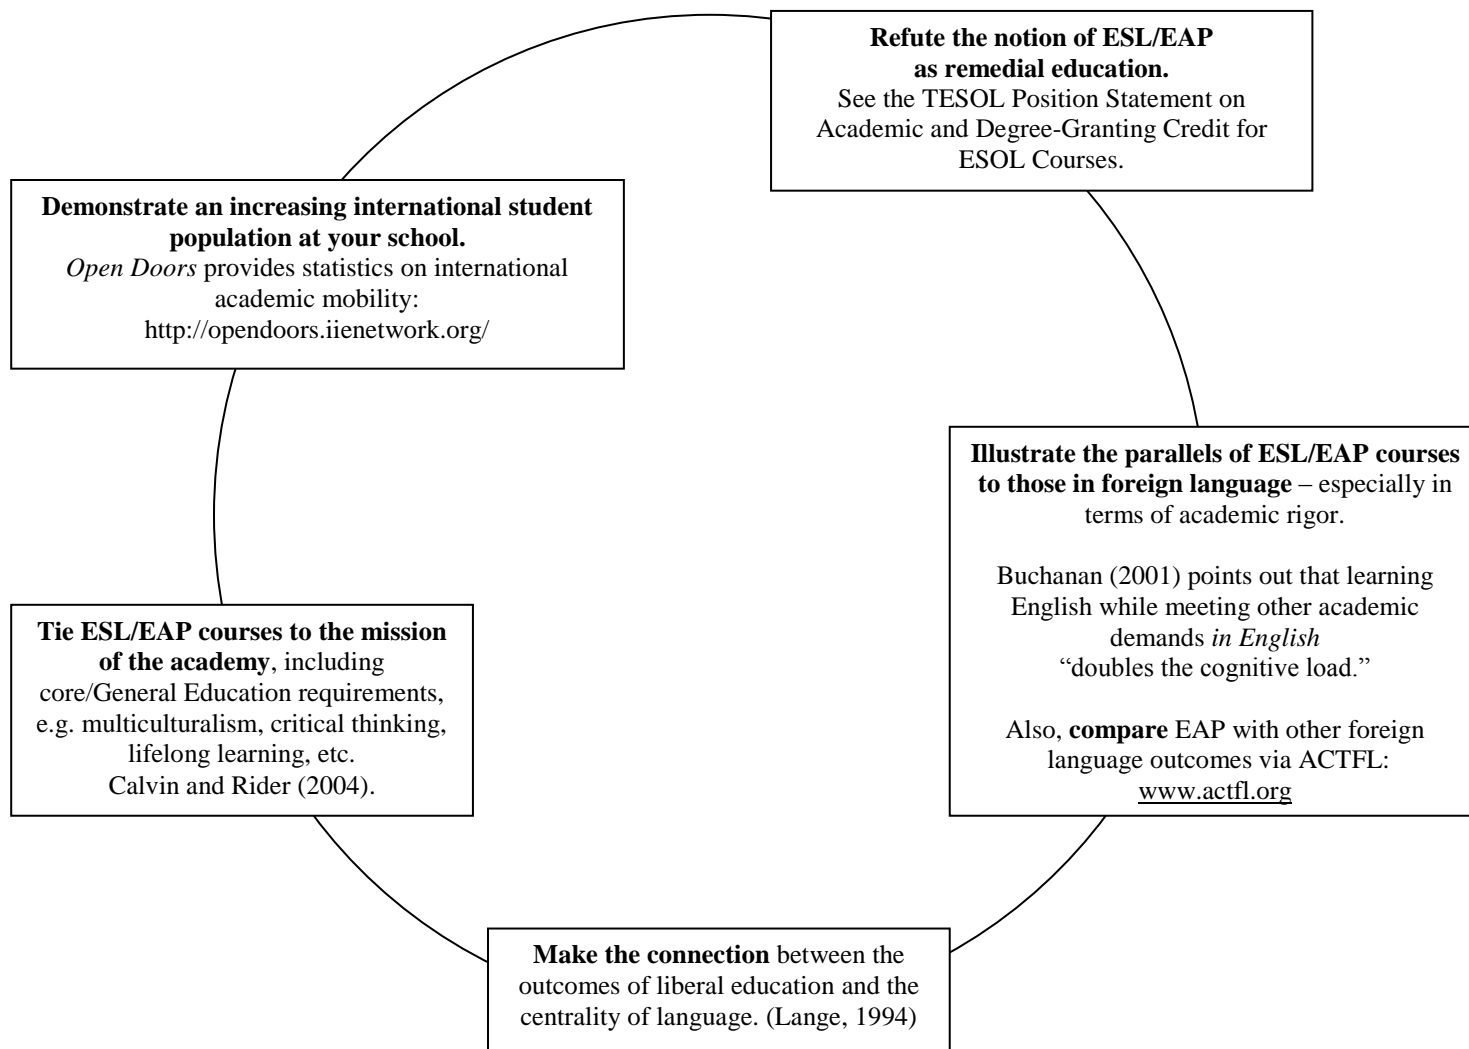 Refute the notion of ESL/EAP
as remedial education.
See the TESOL Position Statement on
Academic and Degree-Granting Credit for
ESOL Courses.
Demonstrate an increasing international student
population at your school.
Open Doors provides statistics on international
academic mobility:
http://opendoors.iienetwork.org/
Illustrate the parallels of ESL/EAP courses
to those in foreign language – especially in
terms of academic rigor.
Buchanan (2001) points out that learning
English while meeting other academic
demands in English
“doubles the cognitive load.”
Also, compare EAP with other foreign
language outcomes via ACTFL:
www.actfl.org
Tie ESL/EAP courses to the mission
of the academy, including
core/General Education requirements,
e.g. multiculturalism, critical thinking,
lifelong learning, etc.
Calvin and Rider (2004).
Make the connection between the
outcomes of liberal education and the
centrality of language. (Lange, 1994)